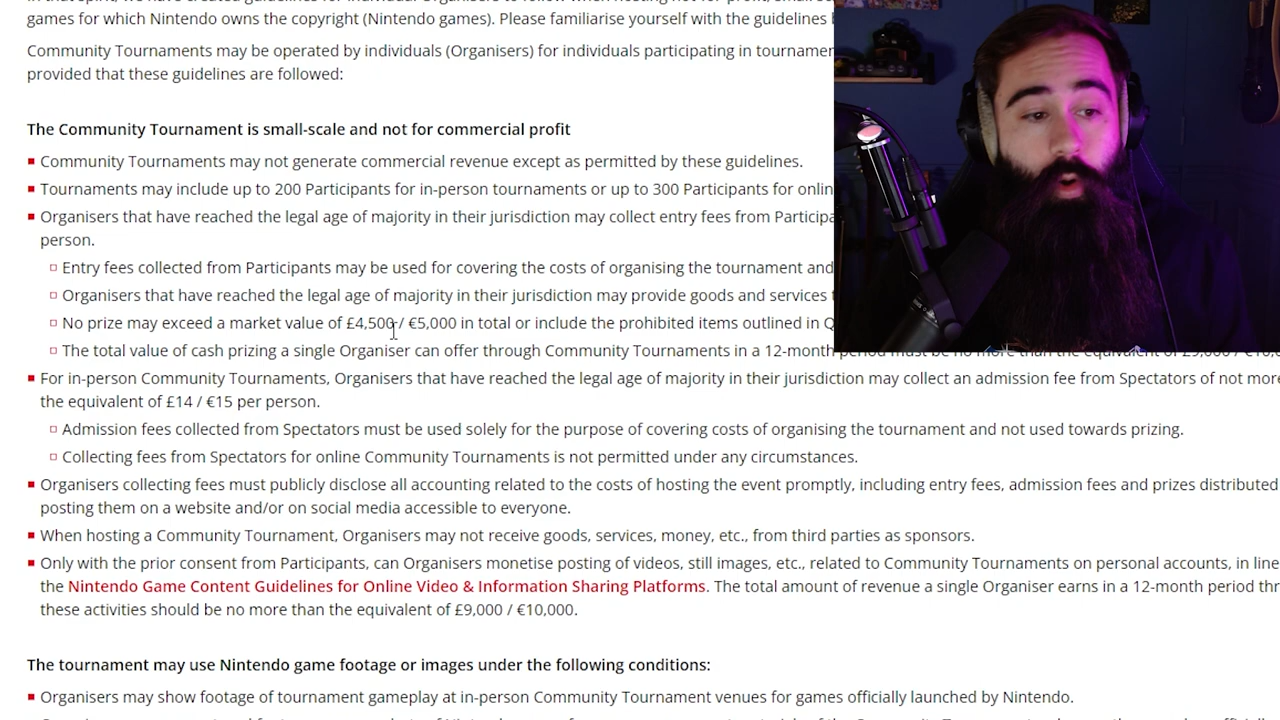 games for which Nintendo owns the copyright (Nintendo games). Please familiarise yourself with the guidelines
Community Tournaments may be operated by individuals (Organisers) for individuals participating in tournamen
provided that these guidelines are followed:
The Community Tournament is small-scale and not for commercial profit
Community Tournaments may not generate commercial revenue except as permitted by these guidelines.
Tournaments may include up to 200 Participants for in-person tournaments or up to 300 Participants for onlin
Organisers that have reached the legal age of majority in their jurisdiction may collect entry fees from Participa
person.
Entry fees collected from Participants may be used for covering the costs of organising the tournament and
Organisers that have reached the legal age of majority in their jurisdiction may provide goods and services
No prize may exceed a market value of £4,500 / €5,000 in total or include the prohibited items outlined in Q
The total value of cash prizing a single Organiser can offer through Community Tournaments in a 12-month period must be no more than the equivalent of
For in-person Community Tournaments, Organisers that have reached the legal age of majority in their jurisdiction may collect an admission fee from Spectators of not more
the equivalent of £14 / €15 per person.
Admission fees collected from Spectators must be used solely for the purpose of covering costs of organising the tournament and not used towards prizing.
Collecting fees from Spectators for online Community Tournaments is not permitted under any circumstances.
Organisers collecting fees must publicly disclose all accounting related to the costs of hosting the event promptly, including entry fees, admission fees and prizes distributed
posting them on a website and/or on social media accessible to everyone.
When hosting a Community Tournament, Organisers may not receive goods, services, money, etc., from third parties as sponsors.
Only with the prior consent from Participants, can Organisers monetise posting of videos, still images, etc., related to Community Tournaments on personal accounts, in line
the Nintendo Game Content Guidelines for Online Video & Information Sharing Platforms. The total amount of revenue a single Organiser earns in a 12-month period thr
these activities should be no more than the equivalent of £9,000 / €10,000.
The tournament may use Nintendo game footage or images under the following conditions:
Organisers may show footage of tournament gameplay at in-person Community Tournament venues for games officially launched by Nintendo.